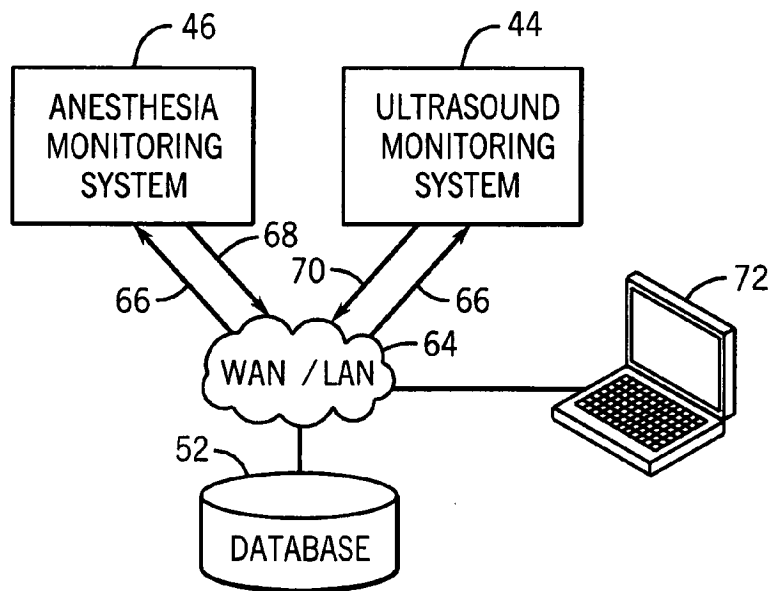 46
44
ANESTHESIA
MONITORING
SYSTEM
ULTRASOUND
MONITORING
SYSTEM
68
66
70
66
72
64
WAN / LAN
52
DATABASE